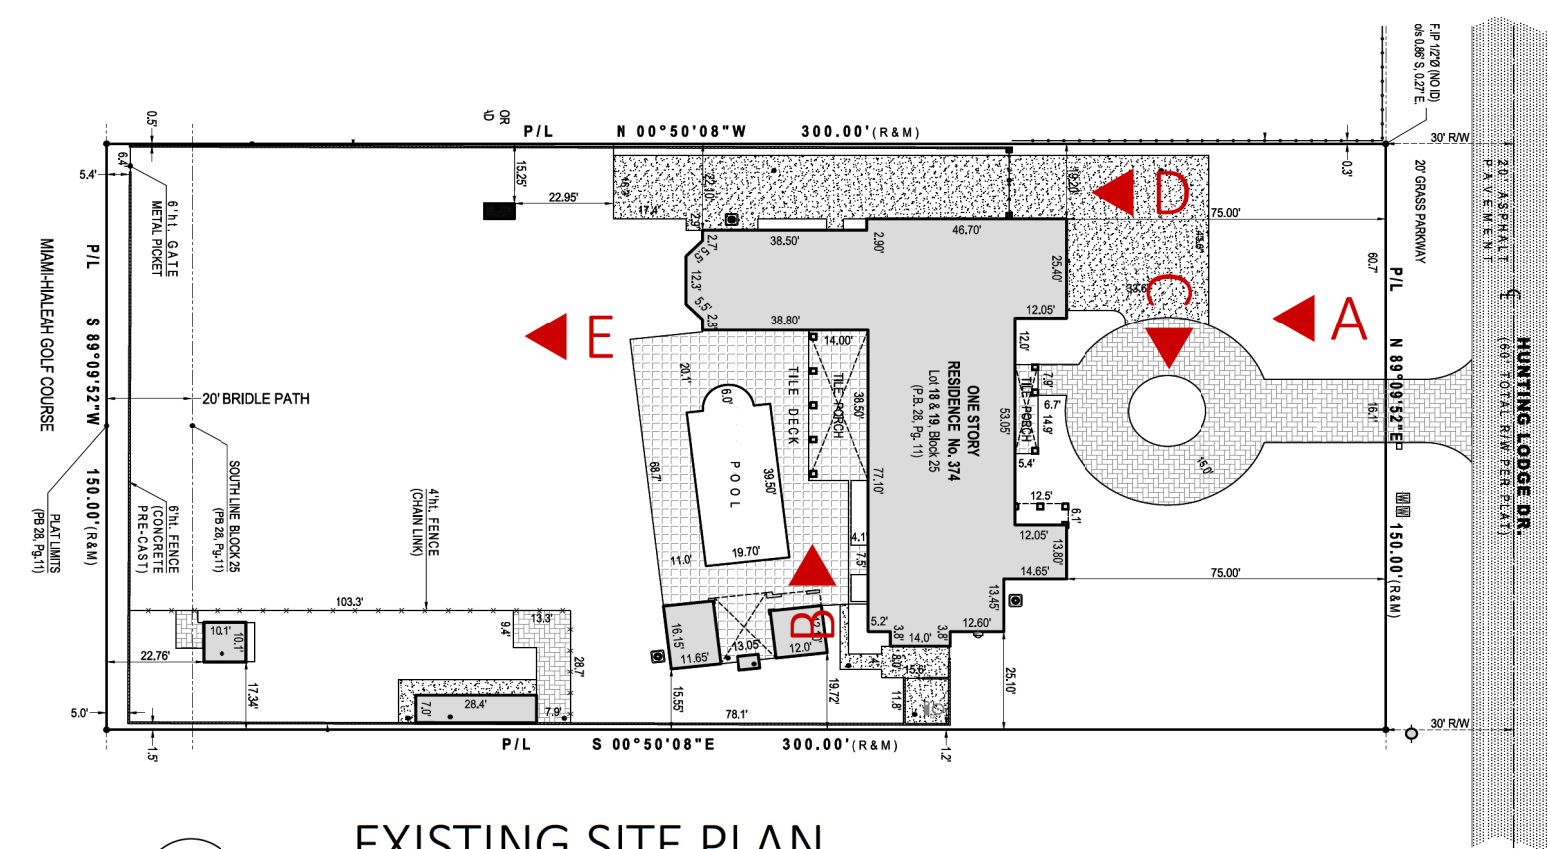 F.IP 1/2"Ø (NO ID)
o/s 0.86' S, 0.27' E.
30' R/W
20' GRASS PARKWAY
20' ASPHALT
PAVEMENT
HUNTING LODGE DR.
(60' TOTAL R/W PER PLAT)
OR
P/L N 00°50'08"W 300.00'(R&M)
0.5'
6.4'
5.4'
6'ht. GATE
METAL PICKET
15.25'
22.95'
22.10'
17.4'
2.9'
0.3'
D
75.00'
60.7'
P/L N 89°09'52"E 150.00'(R&M)
16.1'
46.70'
38.50'
2.90'
25.40'
12.05'
2.7'
5.5'
12.3'
5.5'
2.8'
38.80'
C
A
E
MIAMI-HIALEAH GOLF COURSE
P/L S 89°09'52"W 150.00'(R&M)
20' BRIDLE PATH
SOUTH LINE BLOCK 25
(PB 28, Pg.11)
PLAT LIMITS
(PB 28, Pg.11)
6'ht. FENCE
(CONCRETE
PRE-CAST)
4'ht. FENCE
(CHAIN LINK)
20.1'
6.0'
TILE DECK
14.00'
TILE PORCH
38.50'
POOL
39.50'
19.70'
68.7'
11.0'
77.10'
4.1'
7.5'
ONE STORY
RESIDENCE No. 374
Lot 18 & 19, Block 25
(P.B. 28, Pg. 11)
53.05'
12.0'
TILE PORCH
7.9'
6.7'
14.9'
5.4'
15.0'
12.5'
6.1'
12.05'
13.80'
14.65'
75.00'
13.45'
12.60'
5.2'
3.8'
14.0'
3.8'
8.0'
15.6'
11.8'
25.10'
B
16.15'
11.65'
13.05'
12.0'
15.55'
19.72'
78.1'
103.3'
13.3'
9.4'
28.7'
10.1'
10.1'
22.76'
17.34'
28.4'
7.0'
7.9'
5.0'
1.5'
1.2'
30' R/W
P/L S 00°50'08"E 300.00'(R&M)
EXISTING SITE PLAN